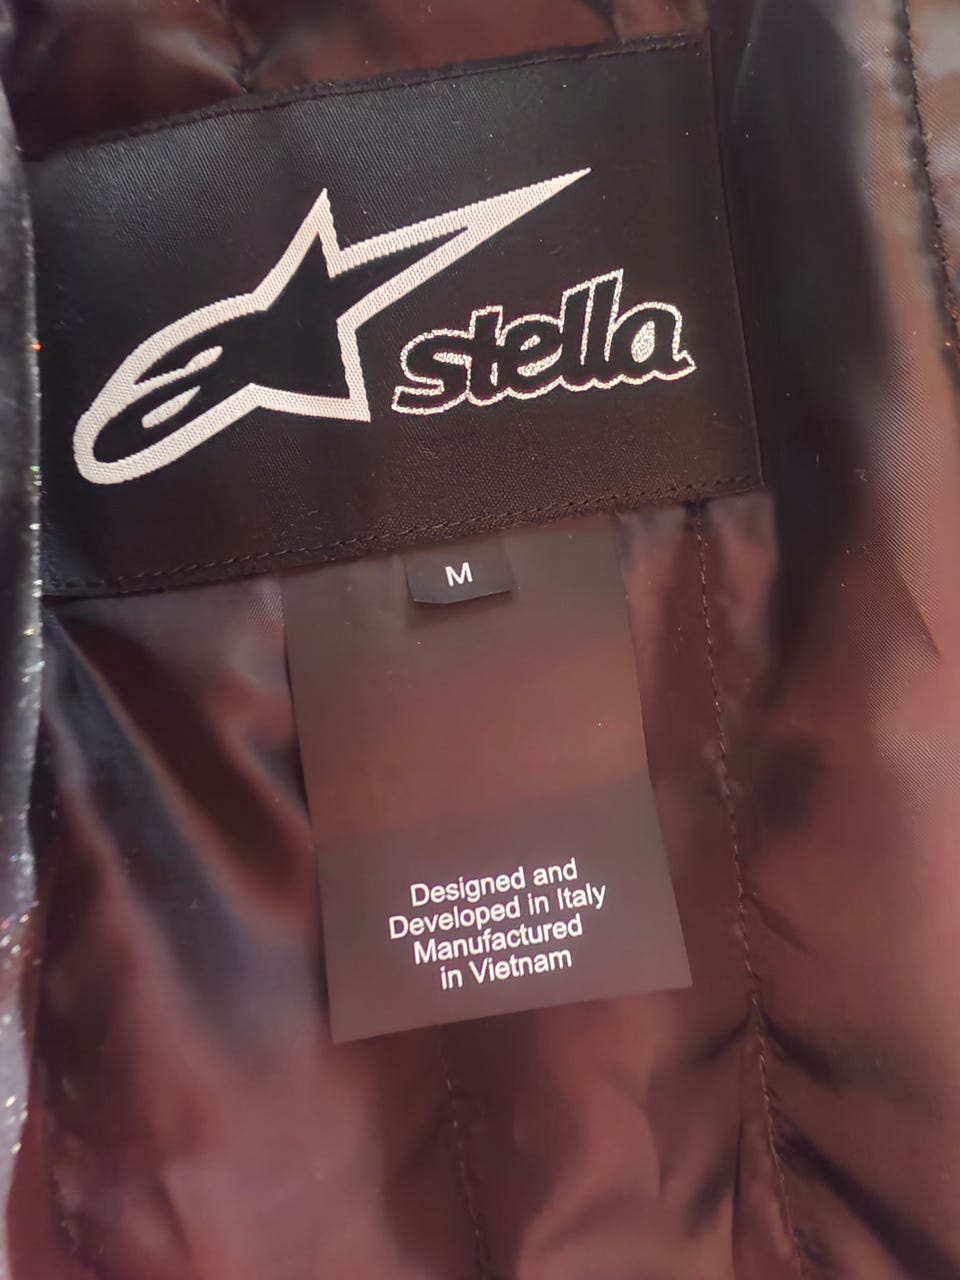 stella
M
Designed and
Developed in Italy
Manufactured
in Vietnam